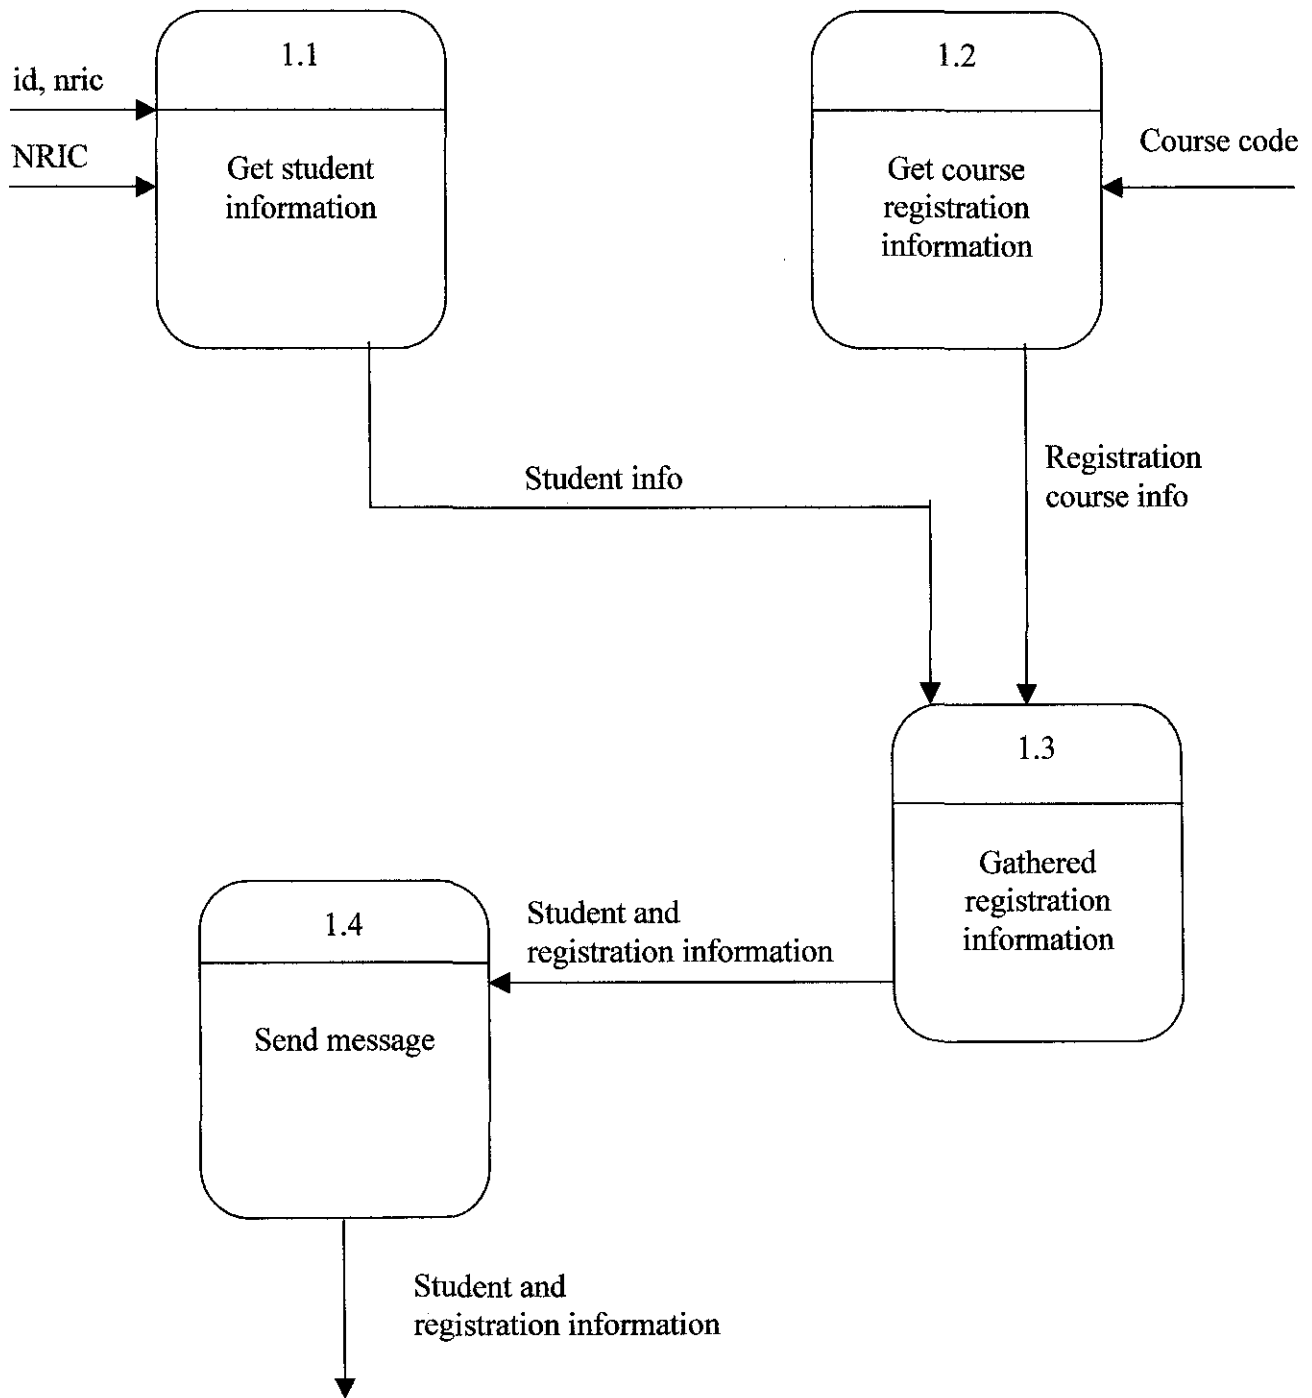 1.1
id, nric
NRIC
Get student
information
1.2
Get course
registration
information
Course code
Student info
Registration
course info
1.3
Gathered
registration
information
Student and
registration information
1.4
Send message
Student and
registration information